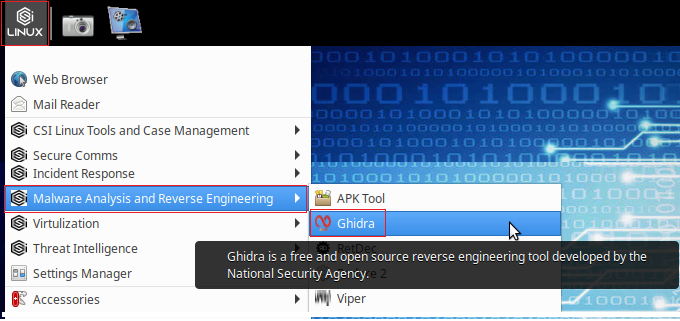 LINUX
Web Browser
Mail Reader
CSI Linux Tools and Case Management
Secure Comms
Incident Response
Malware Analysis and Reverse Engineering
Virtulization
Threat Intelligence
Settings Manager
Accessories
APK Tool
Ghidra
RetDec
Ghidra is a free and open source reverse engineering tool developed by the
National Security Agency.
2
Viper